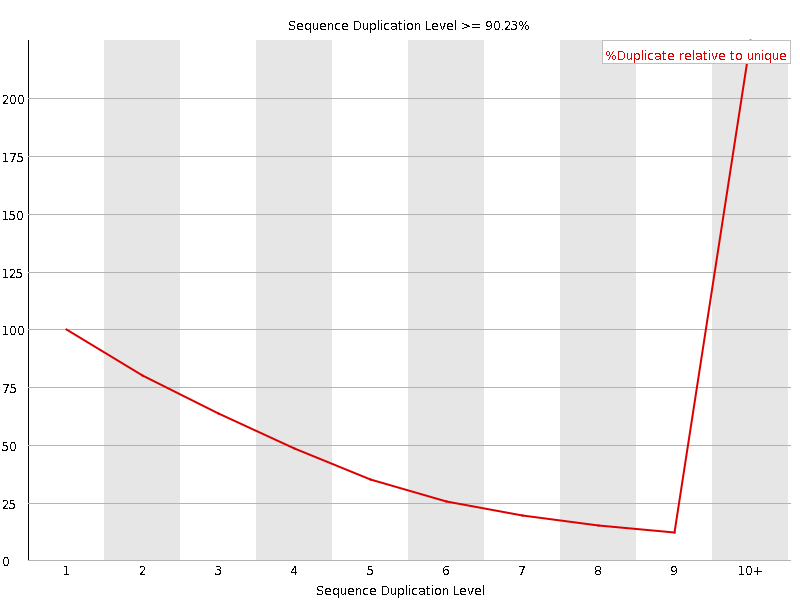 Sequence Duplication Level >= 90.23%
%Duplicate relative to unique
200
175
150
125
100
75
50
25
0
1 2 3 4 5 6 7 8 9 10+
Sequence Duplication Level